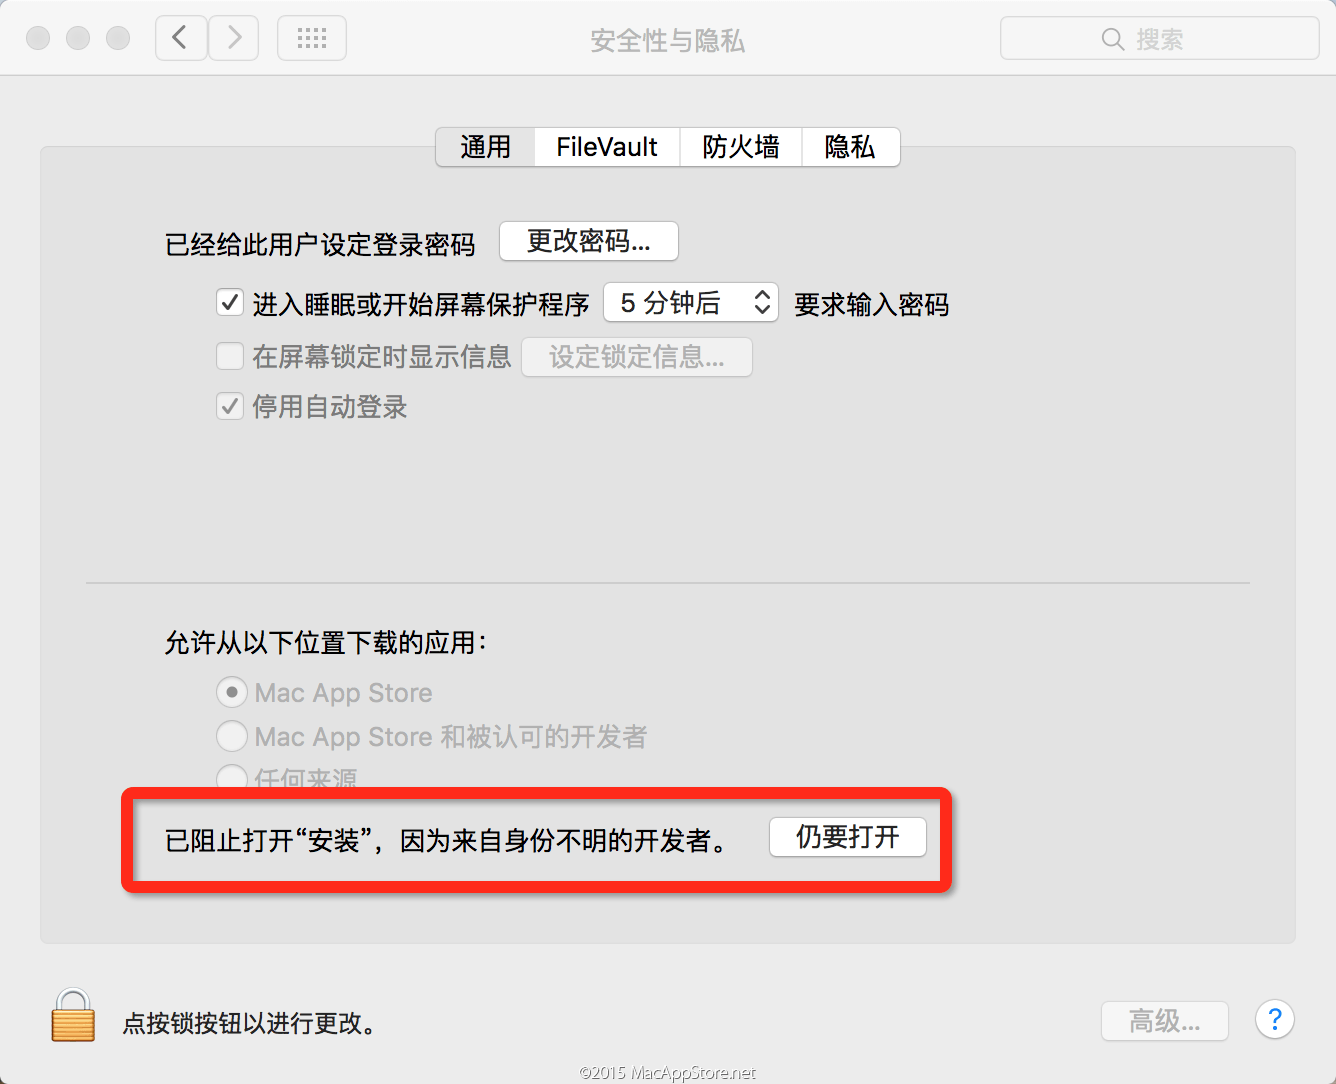 安全性与隐私
搜索
通用 FileVault 防火墙 隐私
已经给此用户设定登录密码 更改密码...
进入睡眠或开始屏幕保护程序 5 分钟后 要求输入密码
在屏幕锁定时显示信息 设定锁定信息...
停用自动登录
允许从以下位置下载的应用：
Mac App Store
Mac App Store 和被认可的开发者
任何来源
已阻止打开“安装”，因为来自身份不明的开发者。 仍要打开
点按锁按钮以进行更改。 高级... ?
©2015 MacAppStore.net